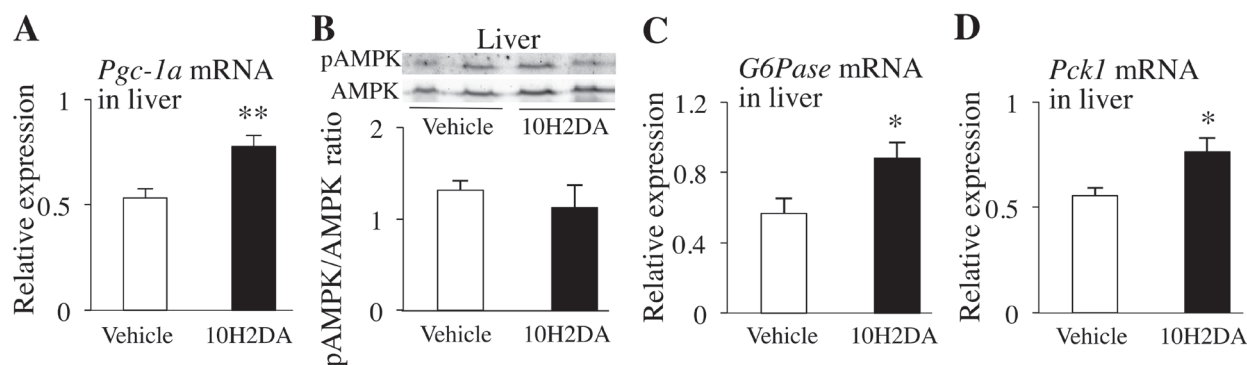 A
Pgc-1a mRNA
in liver
Relative expression
1
0.5
0
**
Vehicle
10H2DA
B
Liver
pAMPK
AMPK
Vehicle
10H2DA
pAMPK/AMPK ratio
2
1
0
Vehicle
10H2DA
C
G6Pase mRNA
in liver
Relative expression
1.2
0.8
0.4
0
*
Vehicle
10H2DA
D
Pck1 mRNA
in liver
Relative expression
1
0.5
0
*
Vehicle
10H2DA